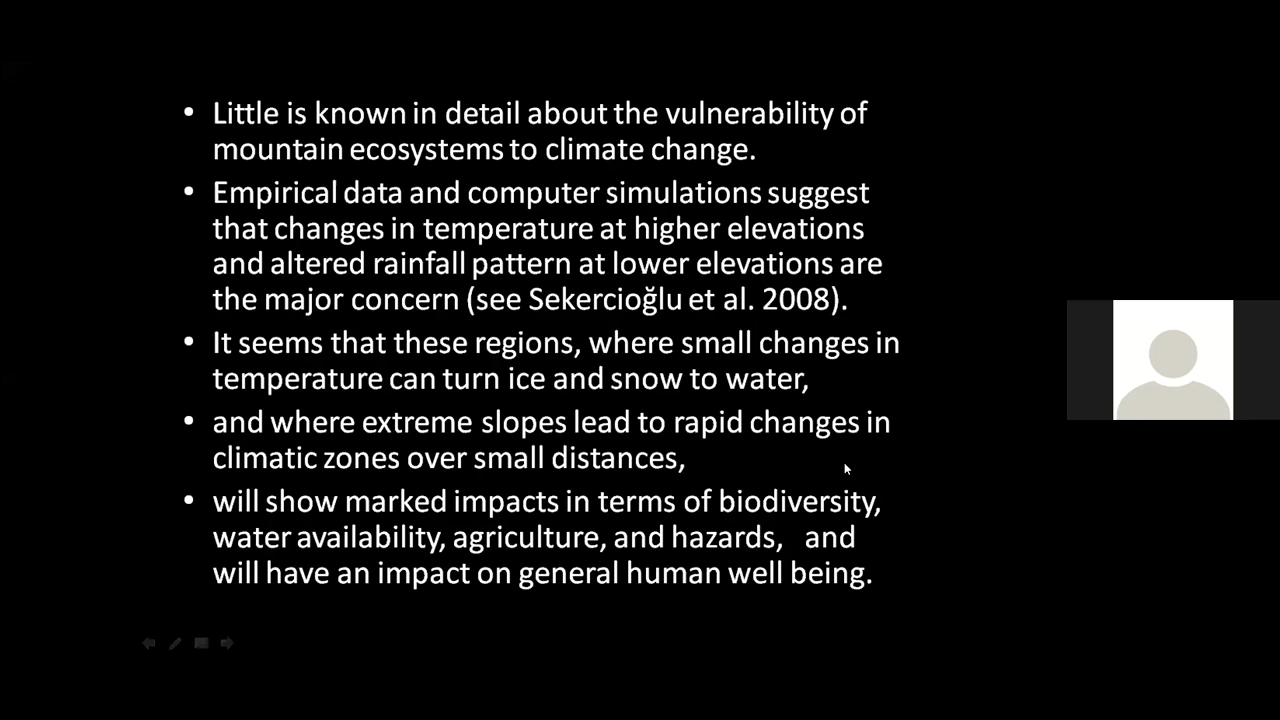 • Little is known in detail about the vulnerability of
mountain ecosystems to climate change.
• Empirical data and computer simulations suggest
that changes in temperature at higher elevations
and altered rainfall pattern at lower elevations are
the major concern (see Sekercioğlu et al. 2008).
• It seems that these regions, where small changes in
temperature can turn ice and snow to water,
• and where extreme slopes lead to rapid changes in
climatic zones over small distances,
• will show marked impacts in terms of biodiversity,
water availability, agriculture, and hazards,   and
will have an impact on general human well being.